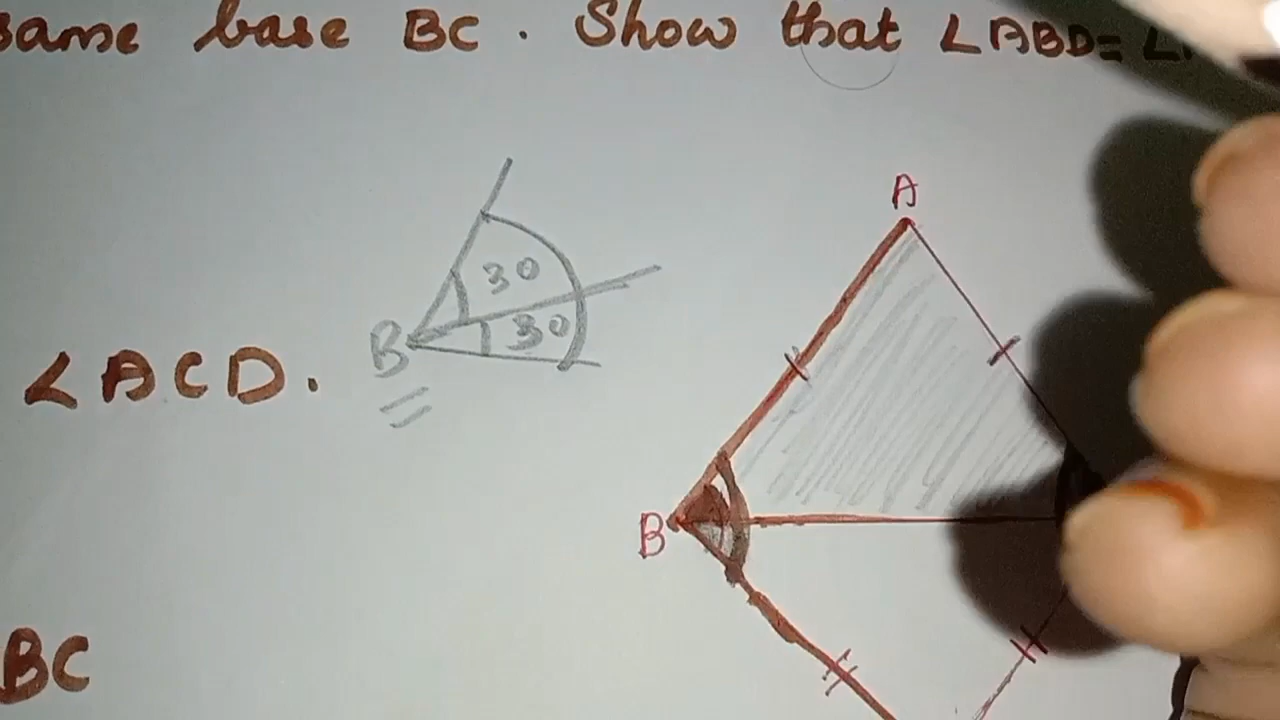 same base BC. Show that ∠ABD= ∠
∠ACD.
30
30
B
A
B
BC